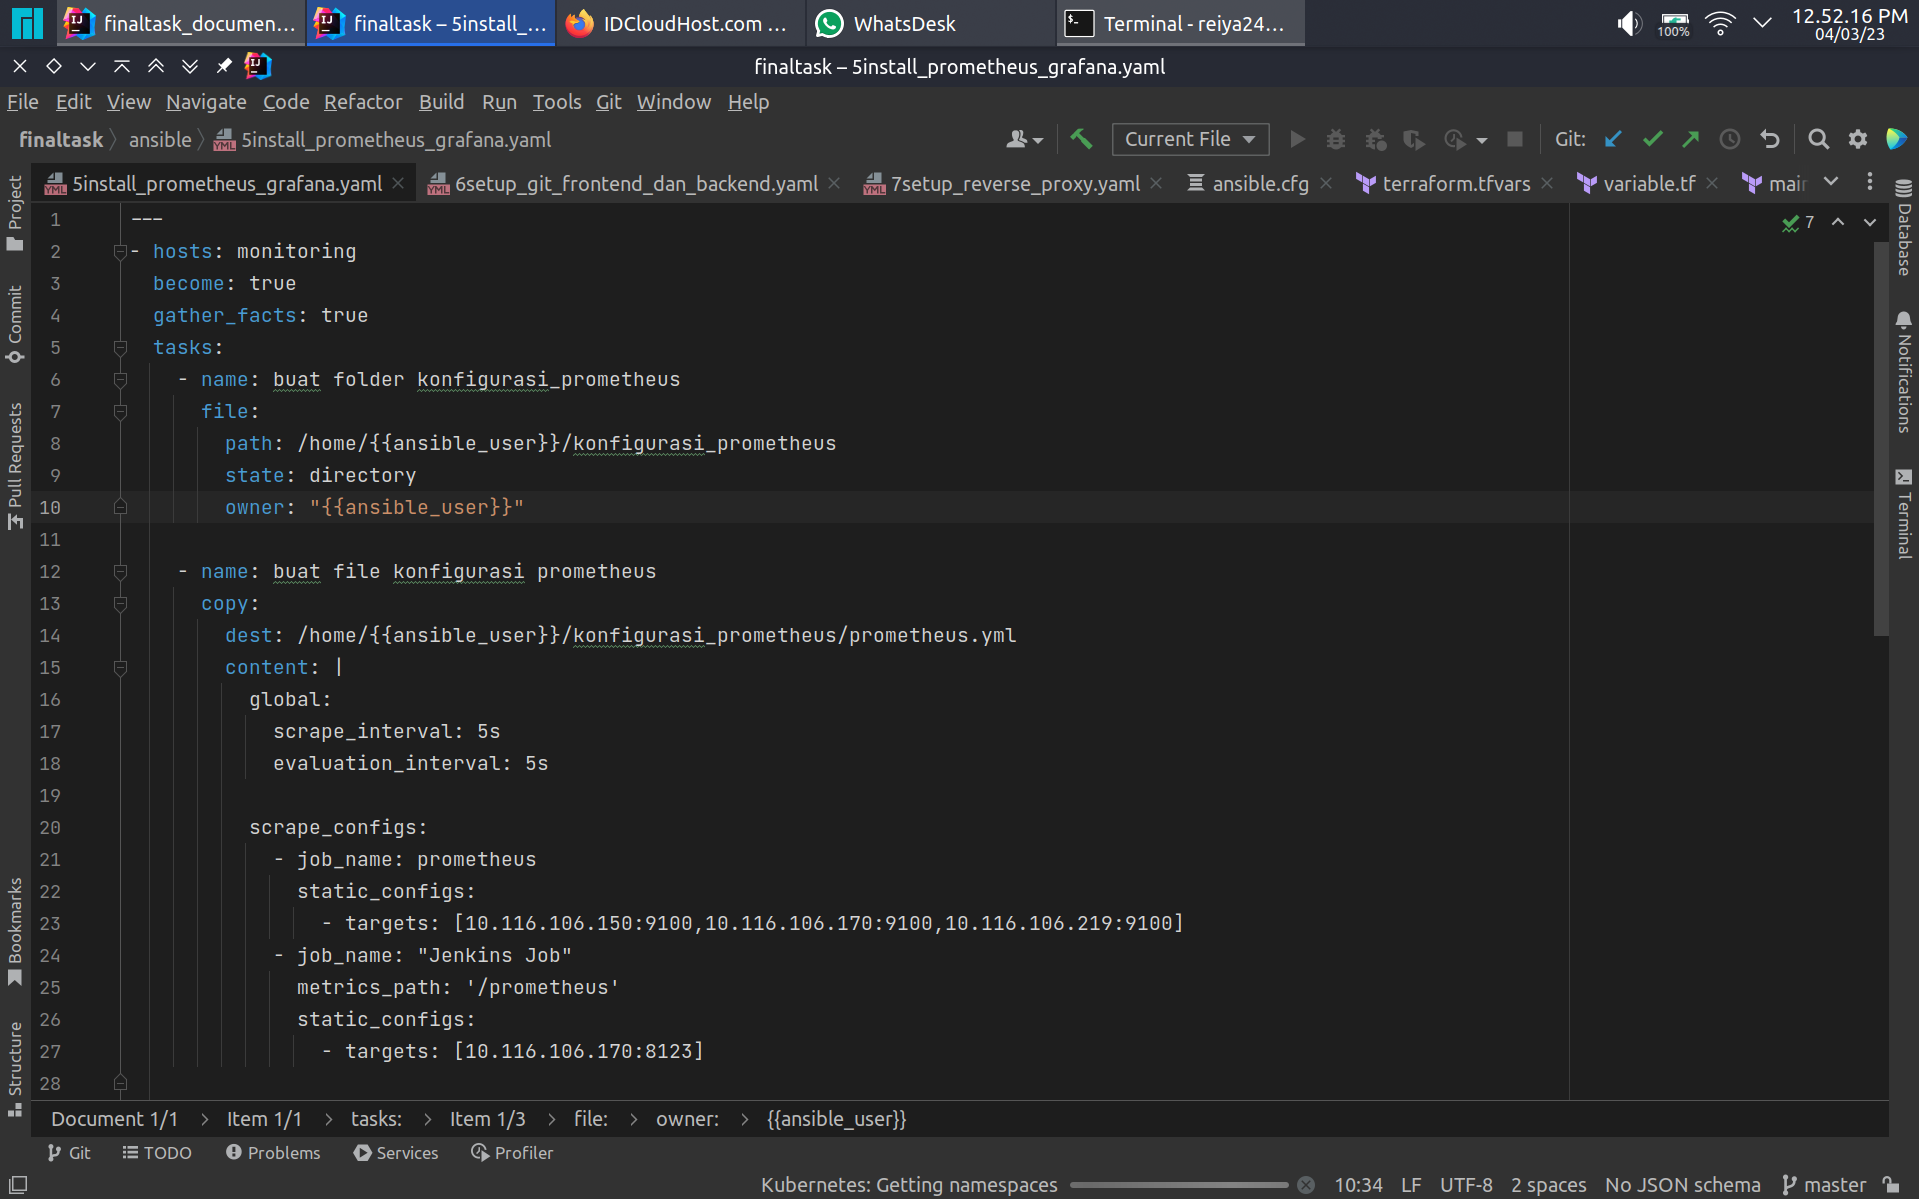 finaltask_documen...
finaltask – 5install_...
IDCloudHost.com ...
WhatsDesk
Terminal - reiya24...
100%
12.52.16 PM
04/03/23
finaltask – 5install_prometheus_grafana.yaml
File Edit View Navigate Code Refactor Build Run Tools Git Window Help
finaltask ansible 5install_prometheus_grafana.yaml
Current File
Git:
5install_prometheus_grafana.yaml
6setup_git_frontend_dan_backend.yaml
7setup_reverse_proxy.yaml
ansible.cfg
terraform.tfvars
variable.tf
mair
Project
Commit
Pull Requests
Bookmarks
Structure
7
1 ---
2 - hosts: monitoring
3 become: true
4 gather_facts: true
5 tasks:
6 - name: buat folder konfigurasi_prometheus
7 file:
8 path: /home/{{ansible_user}}/konfigurasi_prometheus
9 state: directory
10 owner: "{{ansible_user}}"
11
12 - name: buat file konfigurasi prometheus
13 copy:
14 dest: /home/{{ansible_user}}/konfigurasi_prometheus/prometheus.yml
15 content: |
16 global:
17 scrape_interval: 5s
18 evaluation_interval: 5s
19
20 scrape_configs:
21 - job_name: prometheus
22 static_configs:
23 - targets: [10.116.106.150:9100,10.116.106.170:9100,10.116.106.219:9100]
24 - job_name: "Jenkins Job"
25 metrics_path: '/prometheus'
26 static_configs:
27 - targets: [10.116.106.170:8123]
28
Database
Notifications
Terminal
Document 1/1 Item 1/1 tasks: Item 1/3 file: owner: {{ansible_user}}
Git TODO Problems Services Profiler
Kubernetes: Getting namespaces 10:34 LF UTF-8 2 spaces No JSON schema master